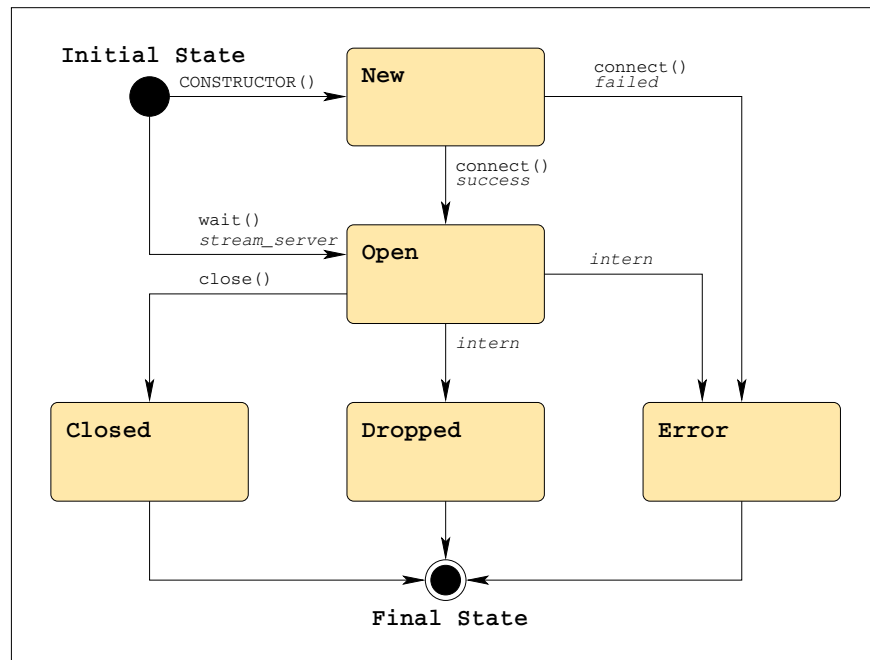 Initial State
CONSTRUCTOR()
New
connect()
failed
connect()
success
wait()
stream_server
Open
intern
close()
intern
Closed
Dropped
Error
Final State